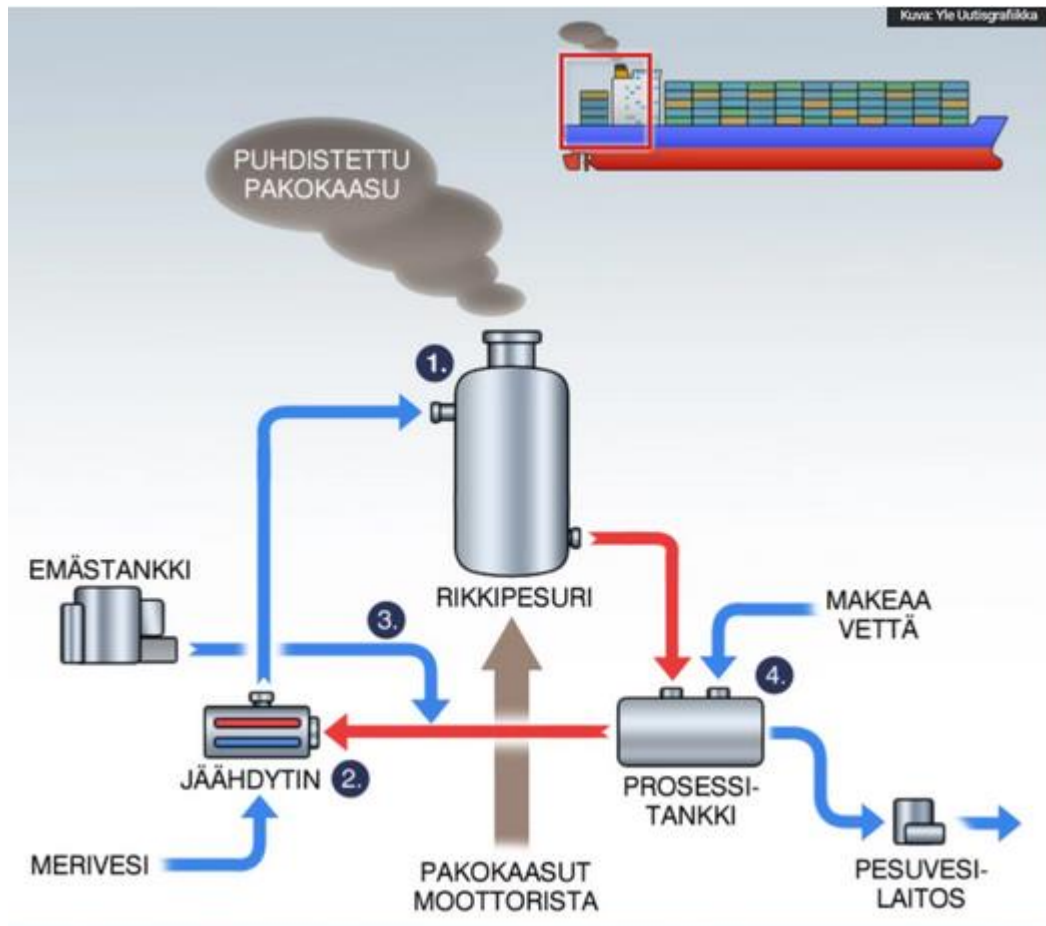 Kuva: Yle Uutisgrafiikka
PUHDISTETTU
PAKOKAASU
1.
EMÄSTANKKI
RIKKIPESURI
3.
MAKEAA
VETTÄ
4.
JÄÄHDYTIN
2.
PROSESSI-
TANKKI
MERIVESI
PAKOKAASUT
MOOTTORISTA
PESUVESI-
LAITOS